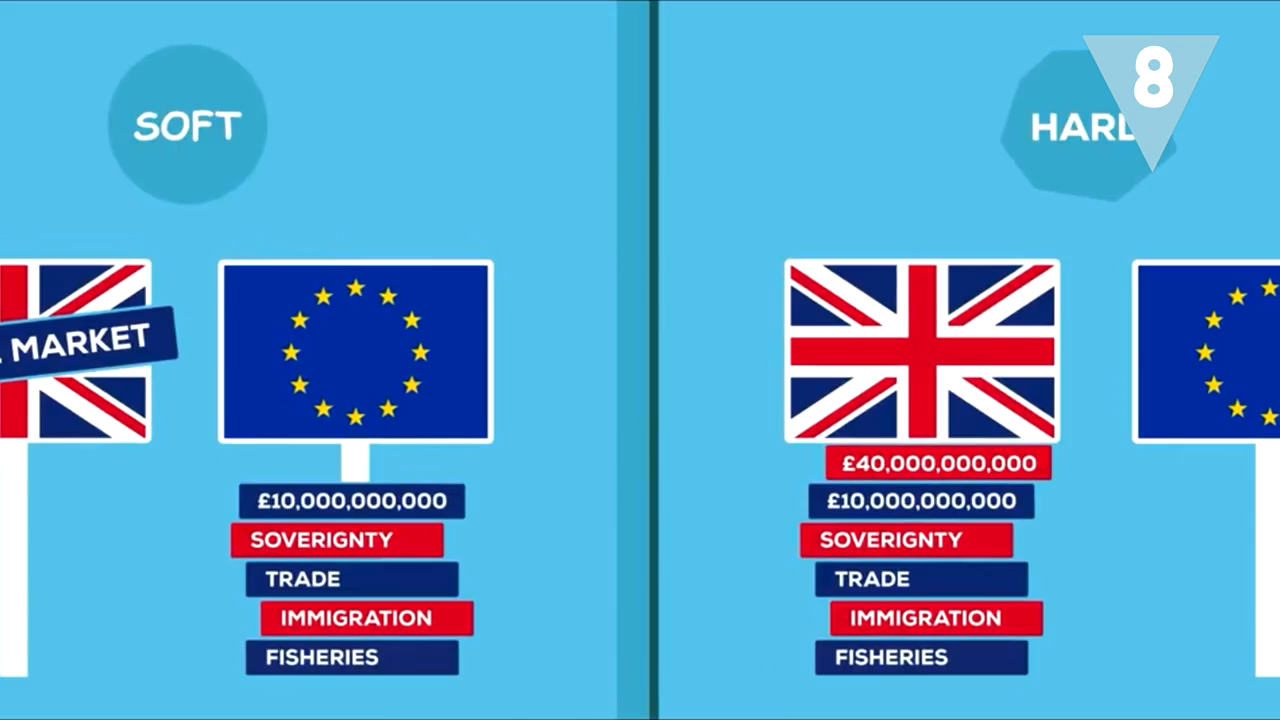 SOFT
MARKET
£10,000,000,000
SOVERIGNTY
TRADE
IMMIGRATION
FISHERIES
8
HARD
£40,000,000,000
£10,000,000,000
SOVERIGNTY
TRADE
IMMIGRATION
FISHERIES